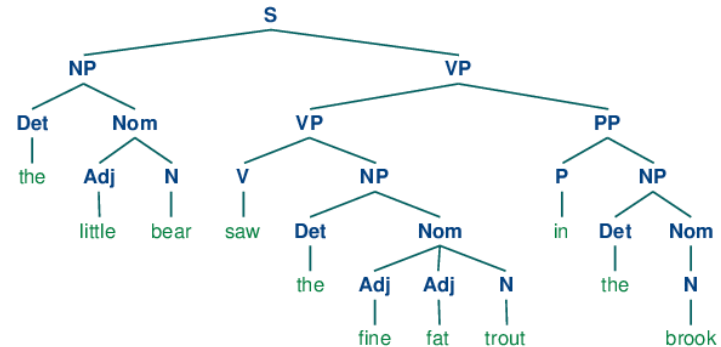 S
NP VP
Det Nom VP PP
the Adj N V NP P NP
little bear saw Det Nom in Det Nom
the Adj Adj N the N
fine fat trout brook